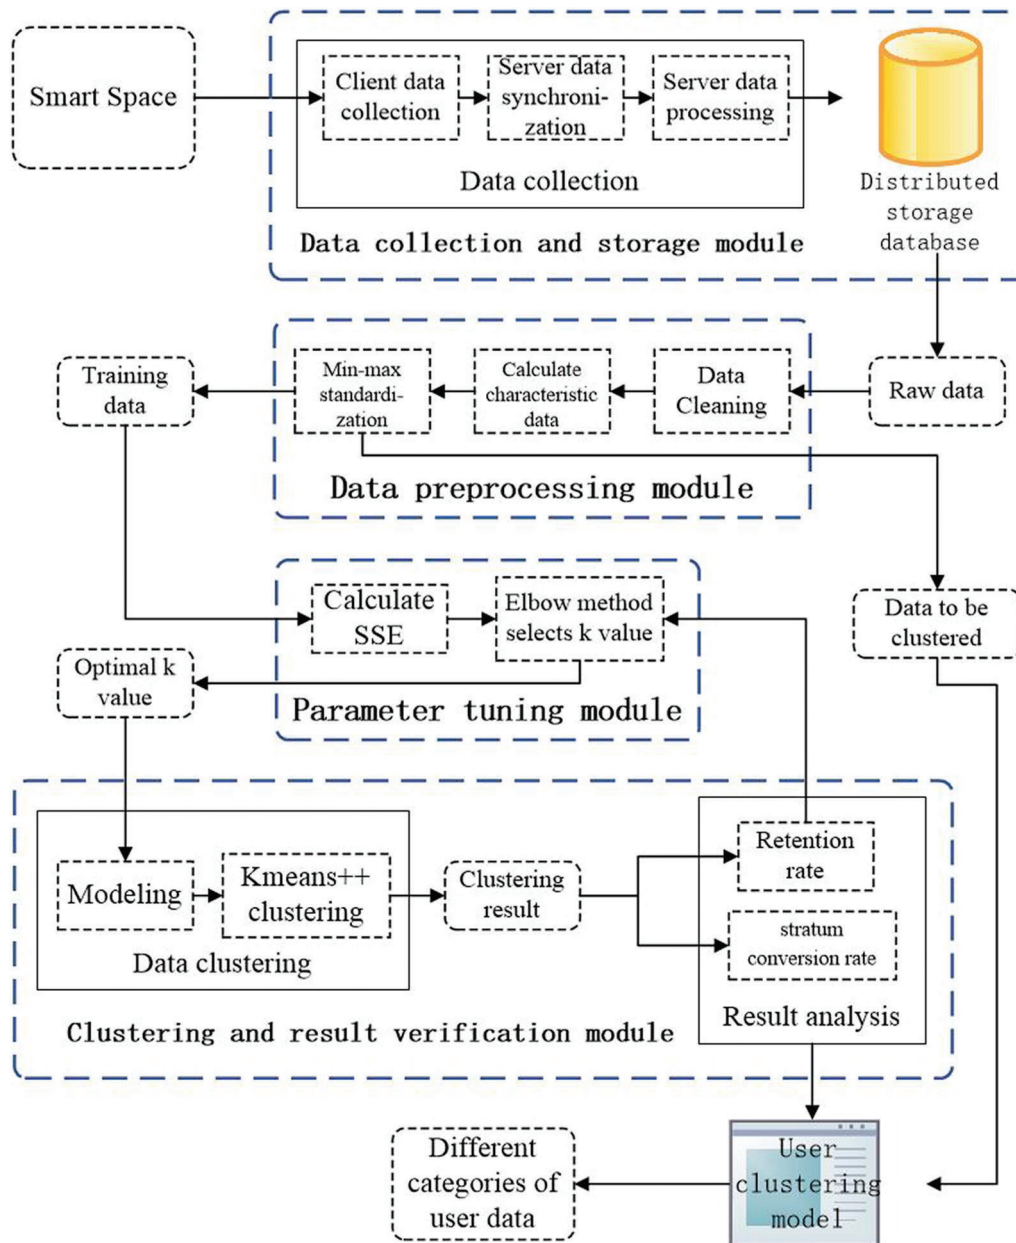 Smart Space
Client data
collection
Server data
synchroni-
zation
Server data
processing
Data collection
Distributed
storage
database
Data collection and storage module
Training
data
Min-max
standardi-
zation
Calculate
characteristic
data
Data
Cleaning
Raw data
Data preprocessing module
Calculate
SSE
Elbow method
selects k value
Data to be
clustered
Optimal k
value
Parameter tuning module
Modeling
Kmeans++
clustering
Data clustering
Clustering
result
Retention
rate
stratum
conversion rate
Result analysis
Clustering and result verification module
Different
categories of
user data
User
clustering
model